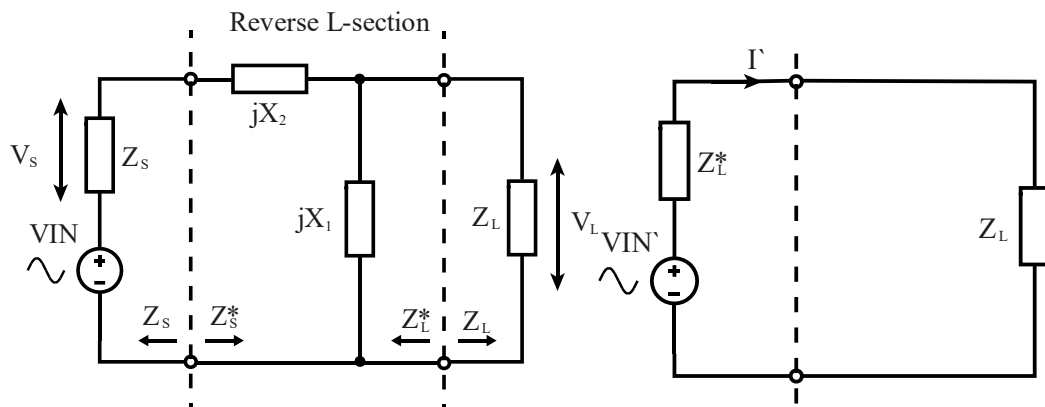 Reverse L-section
jX₂
V_S
Z_S
VIN
+
−
jX₁
Z_L
V_L
Z_S
Z_S*
Z_L*
Z_L
I`
Z_L*
VIN`
+
−
Z_L